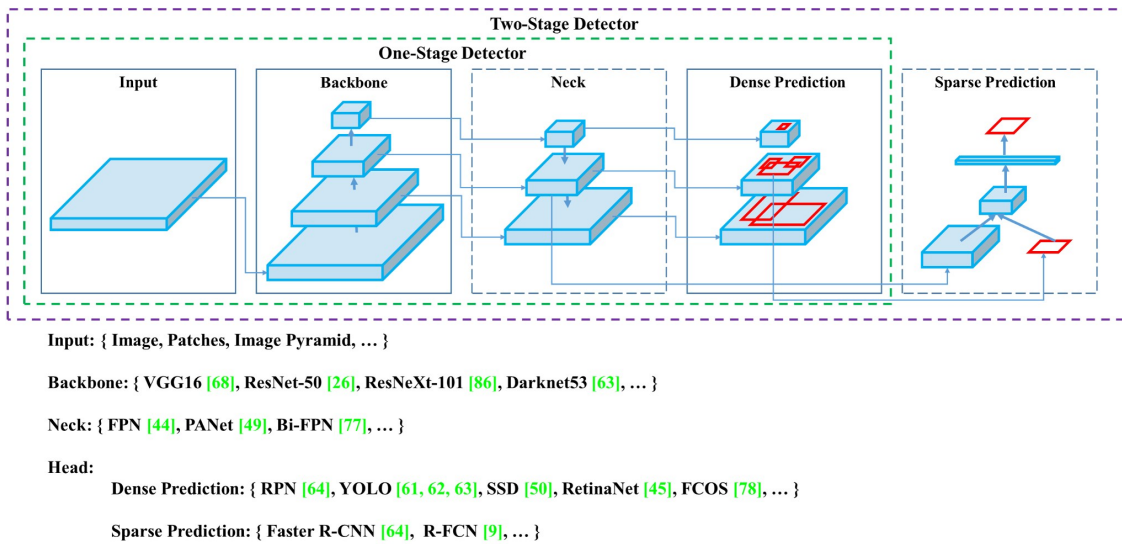 Two-Stage Detector
One-Stage Detector
Input
Backbone
Neck
Dense Prediction
Sparse Prediction
Input: { Image, Patches, Image Pyramid, … }
Backbone: { VGG16 [68], ResNet-50 [26], ResNeXt-101 [86], Darknet53 [63], … }
Neck: { FPN [44], PANet [49], Bi-FPN [77], … }
Head:
Dense Prediction: { RPN [64], YOLO [61, 62, 63], SSD [50], RetinaNet [45], FCOS [78], … }
Sparse Prediction: { Faster R-CNN [64], R-FCN [9], … }